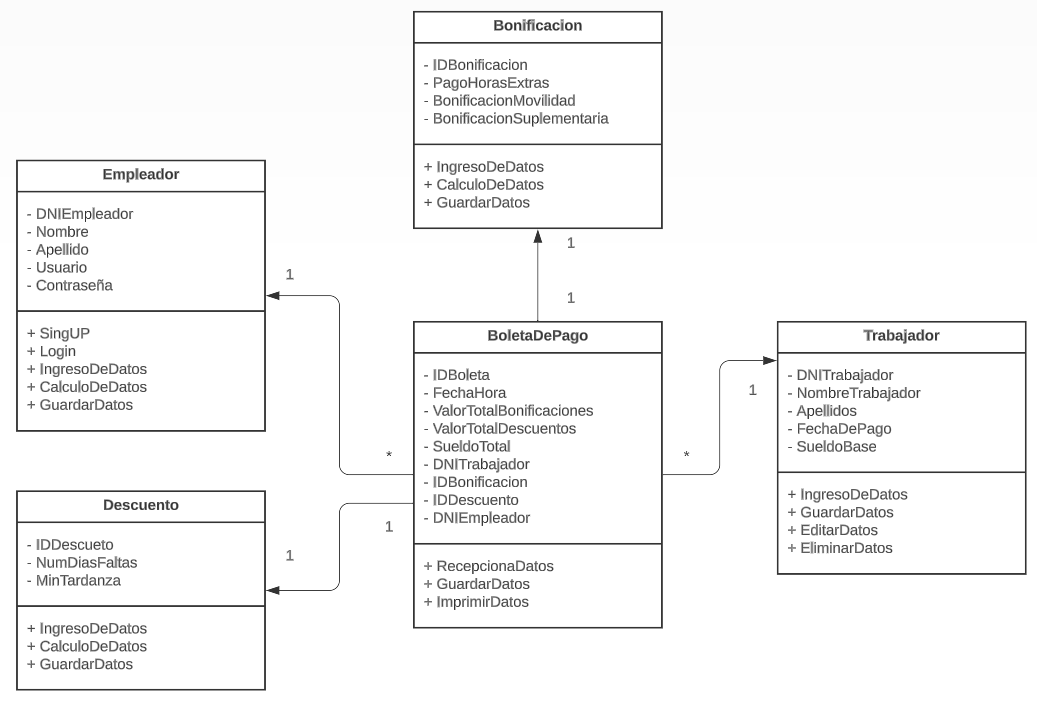 Bonificacion
- IDBonificacion
- PagoHorasExtras
- BonificacionMovilidad
- BonificacionSuplementaria
+ IngresoDeDatos
+ CalculoDeDatos
+ GuardarDatos
Empleador
- DNIEmpleador
- Nombre
- Apellido
- Usuario
- Contraseña
+ SingUP
+ Login
+ IngresoDeDatos
+ CalculoDeDatos
+ GuardarDatos
1
*
1
1
BoletaDePago
- IDBoleta
- FechaHora
- ValorTotalBonificaciones
- ValorTotalDescuentos
- SueldoTotal
- DNITrabajador
- IDBonificacion
- IDDescuento
- DNIEmpleador
+ RecepcionaDatos
+ GuardarDatos
+ ImprimirDatos
*
1
Trabajador
- DNITrabajador
- NombreTrabajador
- Apellidos
- FechaDePago
- SueldoBase
+ IngresoDeDatos
+ GuardarDatos
+ EditarDatos
+ EliminarDatos
Descuento
- IDDescueto
- NumDiasFaltas
- MinTardanza
+ IngresoDeDatos
+ CalculoDeDatos
+ GuardarDatos
1
1